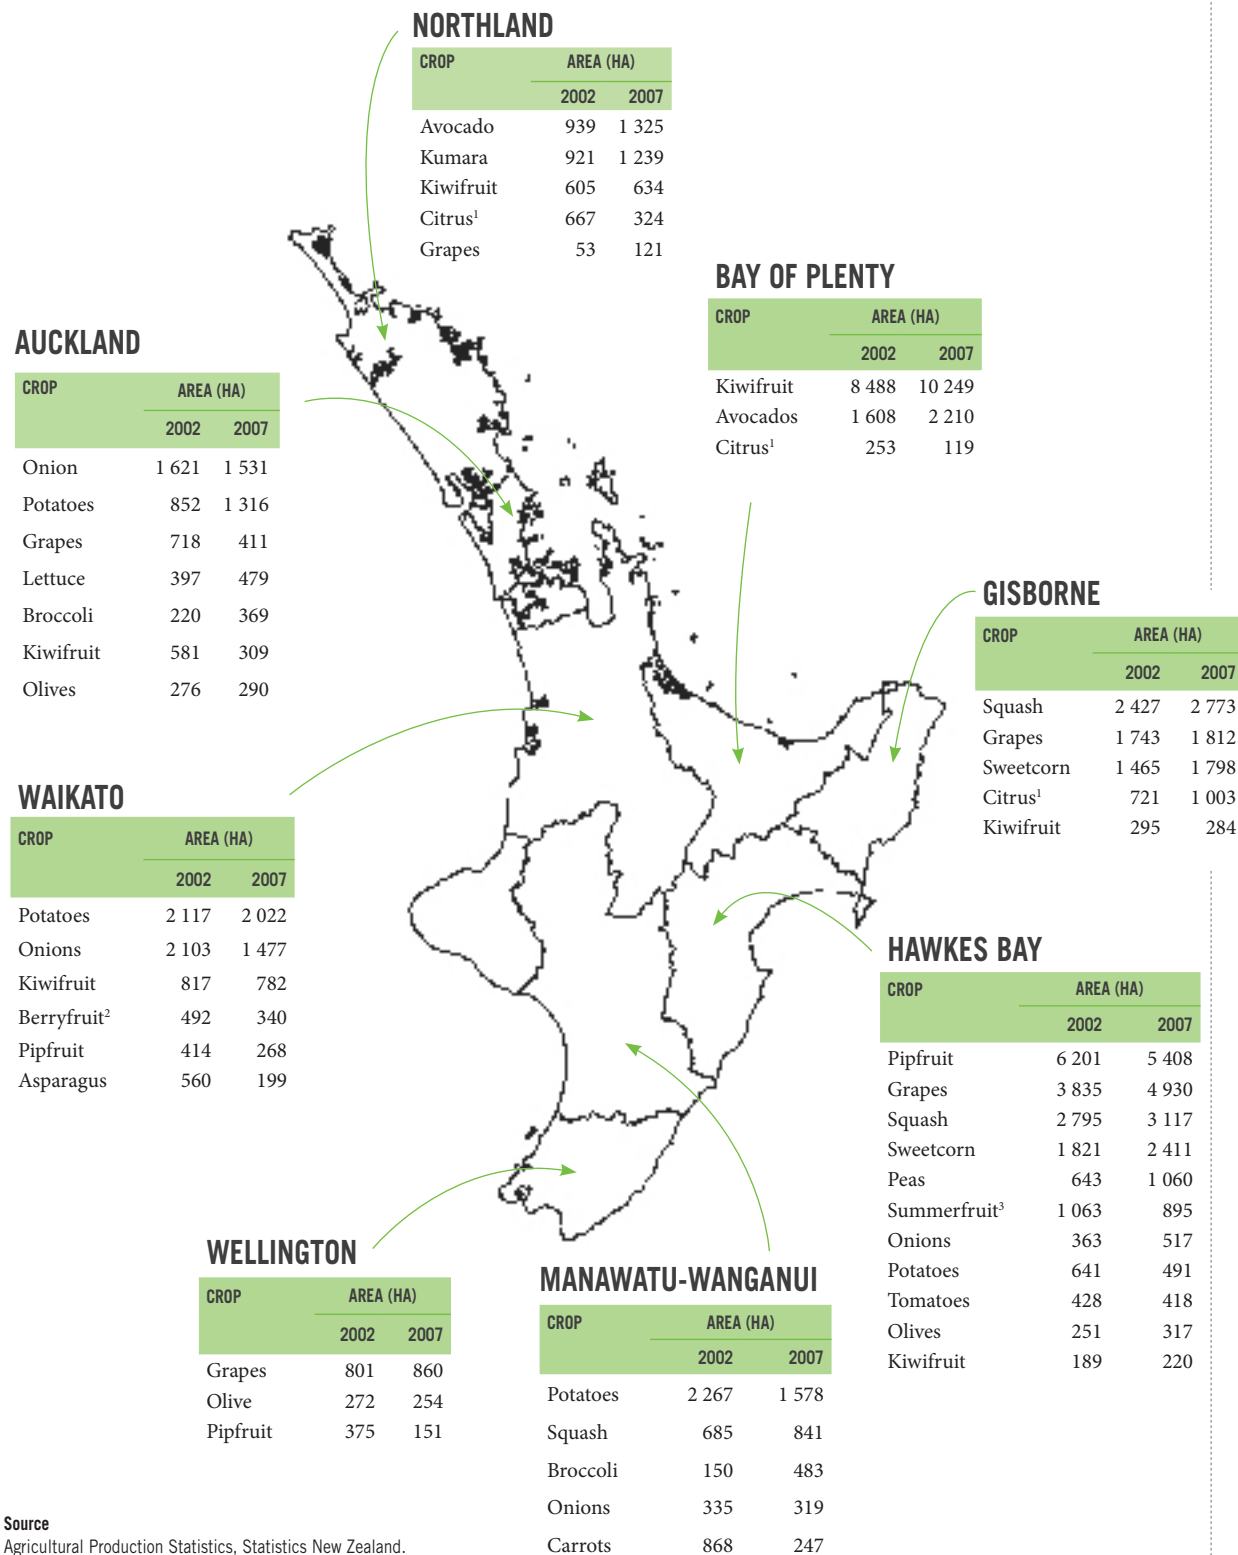 NORTHLAND
CROP AREA (HA)
2002 2007
Avocado 939 1 325
Kumara 921 1 239
Kiwifruit 605 634
Citrus¹ 667 324
Grapes 53 121
BAY OF PLENTY
CROP AREA (HA)
2002 2007
Kiwifruit 8 488 10 249
Avocados 1 608 2 210
Citrus¹ 253 119
AUCKLAND
CROP AREA (HA)
2002 2007
Onion 1 621 1 531
Potatoes 852 1 316
Grapes 718 411
Lettuce 397 479
Broccoli 220 369
Kiwifruit 581 309
Olives 276 290
GISBORNE
CROP AREA (HA)
2002 2007
Squash 2 427 2 773
Grapes 1 743 1 812
Sweetcorn 1 465 1 798
Citrus¹ 721 1 003
Kiwifruit 295 284
WAIKATO
CROP AREA (HA)
2002 2007
Potatoes 2 117 2 022
Onions 2 103 1 477
Kiwifruit 817 782
Berryfruit² 492 340
Pipfruit 414 268
Asparagus 560 199
HAWKES BAY
CROP AREA (HA)
2002 2007
Pipfruit 6 201 5 408
Grapes 3 835 4 930
Squash 2 795 3 117
Sweetcorn 1 821 2 411
Peas 643 1 060
Summerfruit³ 1 063 895
Onions 363 517
Potatoes 641 491
Tomatoes 428 418
Olives 251 317
Kiwifruit 189 220
WELLINGTON
CROP AREA (HA)
2002 2007
Grapes 801 860
Olive 272 254
Pipfruit 375 151
MANAWATU-WANGANUI
CROP AREA (HA)
2002 2007
Potatoes 2 267 1 578
Squash 685 841
Broccoli 150 483
Onions 335 319
Carrots 868 247
Source
Agricultural Production Statistics, Statistics New Zealand.